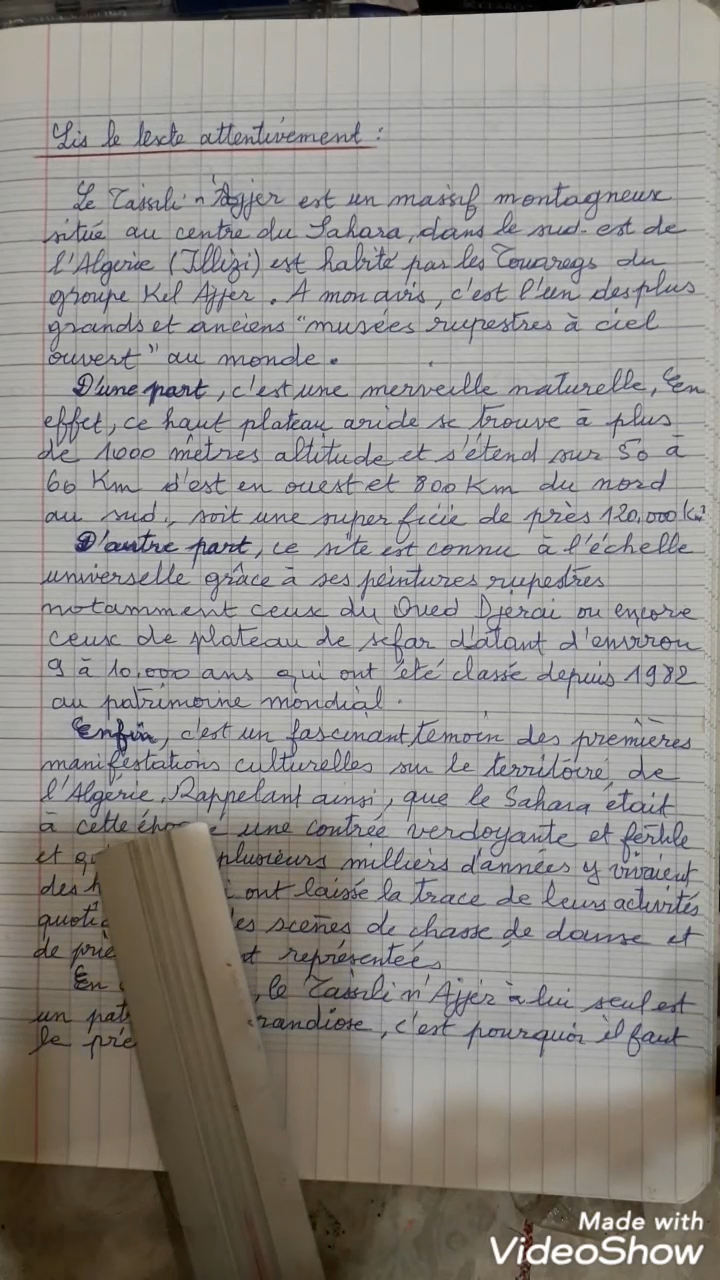 Lis le texte attentivement :
Le Tassili n'Ajjer est un massif montagneux
situé au centre du Sahara, dans le sud-est de
l'Algerie (Illizi) est habité par les Touaregs du
groupe Kel Ajjer. A mon avis, c'est l'un des plus
grands et anciens "musées rupestres à ciel
ouvert" au monde.
D'une part, c'est une merveille naturelle, En
effet, ce haut plateau aride se trouve à plus
de 1000 mètres altitude et s'étend sur 50 à
60 Km d'est en ouest et 800 Km du nord
au sud, soit une superficie de près 120,000 km²
D'autre part, ce site est connu à l'échelle
universelle grâce à ses peintures rupestres
notamment ceux du Oued Djerai ou encore
ceux de plateau de sefar d'atant d'environ
9 à 10,000 ans qui ont été classé depuis 1982
au patrimoine mondial.
Enfin, c'est un fascinant temoin des premières
manifestations culturelles sur le territoire de
l'Algérie. Rappelant ainsi, que le Sahara était
à cette une contrée verdoyante et fertile
et plusieurs milliers d'années y vivaient
des ont laissé la trace de leurs activités
scènes de chasse de danse et
de représentées
En , le Tassili n'Ajjer à lui seul est
un , c'est pourquoi il faut
le
Made with
VideoShow